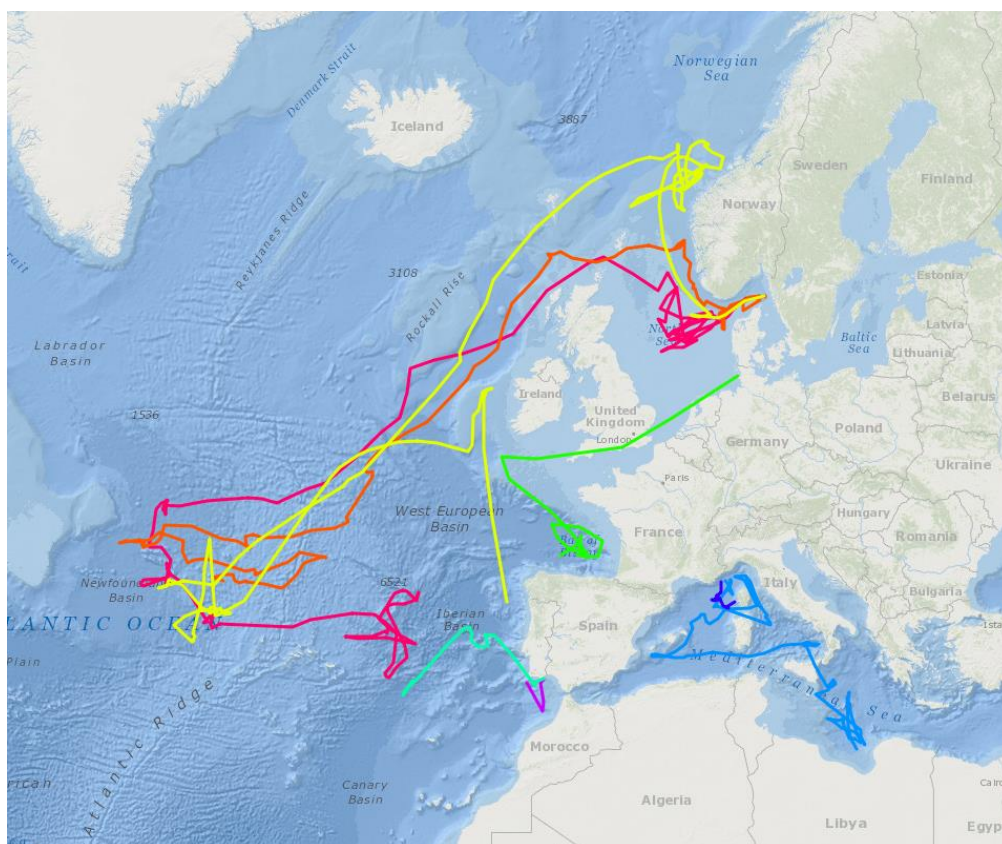 Norwegian
Sea
Denmark Strait
3887
Iceland
Sweden
Finland
Norway
Reykjanes Ridge
3108
Rockall Rise
Estonia
Latvia
Baltic
Sea
Lithuania
Labrador
Basin
Belarus
Ireland
United
Kingdom
London
1536
Germany
Poland
Paris
Ukraine
West European
Basin
France
Hungary
Romania
Newfoundland
Basin
6521
Italy
Bulgaria
Iberian
Basin
LANTIC OCEAN
Spain
Plain
Mediterranean Sea
Atlantic Ridge
Morocco
Canary
Basin
Algeria
Libya
Egyp